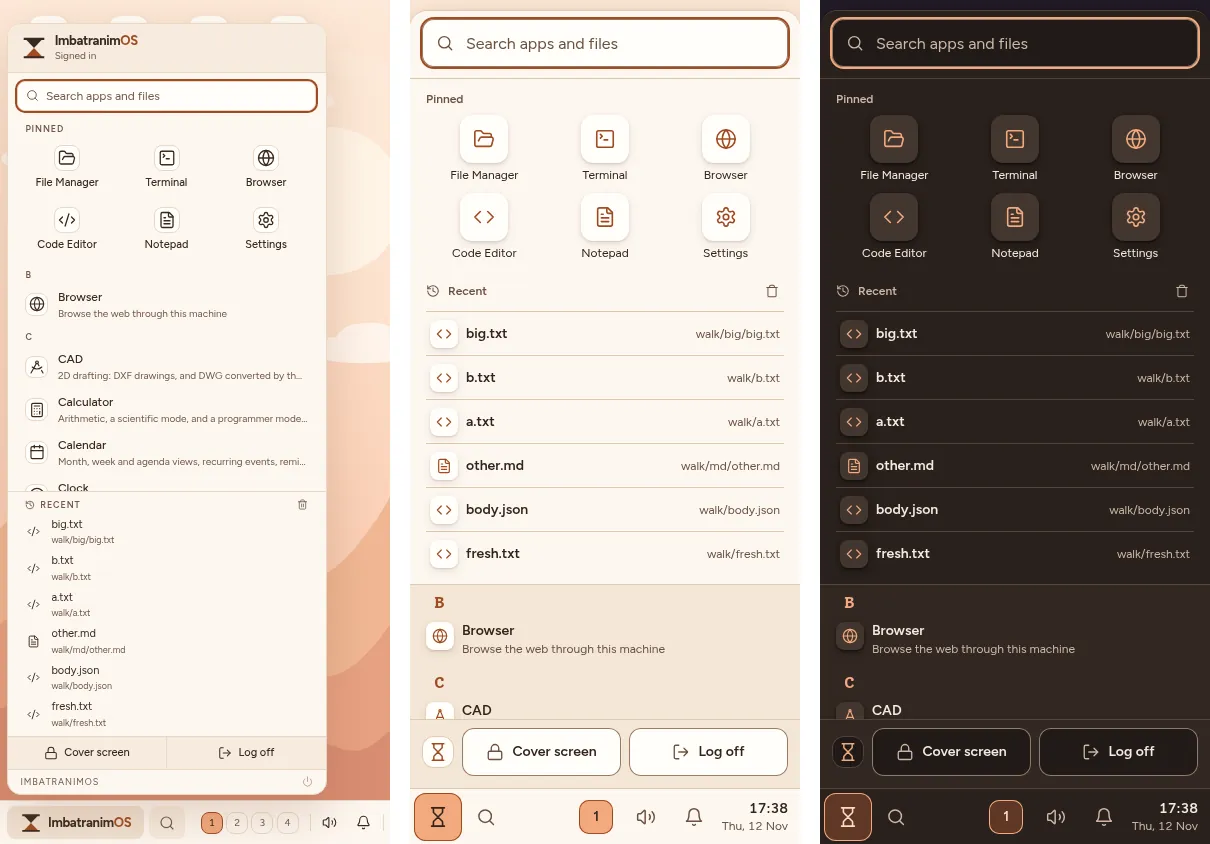 ImbatranimOS
Signed in
Search apps and files
PINNED
File Manager
Terminal
Browser
Code Editor
Notepad
Settings
B
Browser
Browse the web through this machine
C
CAD
2D drafting: DXF drawings, and DWG converted by th...
Calculator
Arithmetic, a scientific mode, and a programmer mode...
Calendar
Month, week and agenda views, recurring events, remi...
Clock
RECENT
big.txt
walk/big/big.txt
b.txt
walk/b.txt
a.txt
walk/a.txt
other.md
walk/md/other.md
body.json
walk/body.json
fresh.txt
walk/fresh.txt
Cover screen
Log off
IMBATRANIMOS
ImbatranimOS
1 2 3 4
Search apps and files
Pinned
File Manager
Terminal
Browser
Code Editor
Notepad
Settings
Recent
big.txt walk/big/big.txt
b.txt walk/b.txt
a.txt walk/a.txt
other.md walk/md/other.md
body.json walk/body.json
fresh.txt walk/fresh.txt
B
Browser
Browse the web through this machine
C
CAD
Cover screen
Log off
1
17:38
Thu, 12 Nov
Search apps and files
Pinned
File Manager
Terminal
Browser
Code Editor
Notepad
Settings
Recent
big.txt walk/big/big.txt
b.txt walk/b.txt
a.txt walk/a.txt
other.md walk/md/other.md
body.json walk/body.json
fresh.txt walk/fresh.txt
B
Browser
Browse the web through this machine
C
CAD
Cover screen
Log off
1
17:38
Thu, 12 Nov